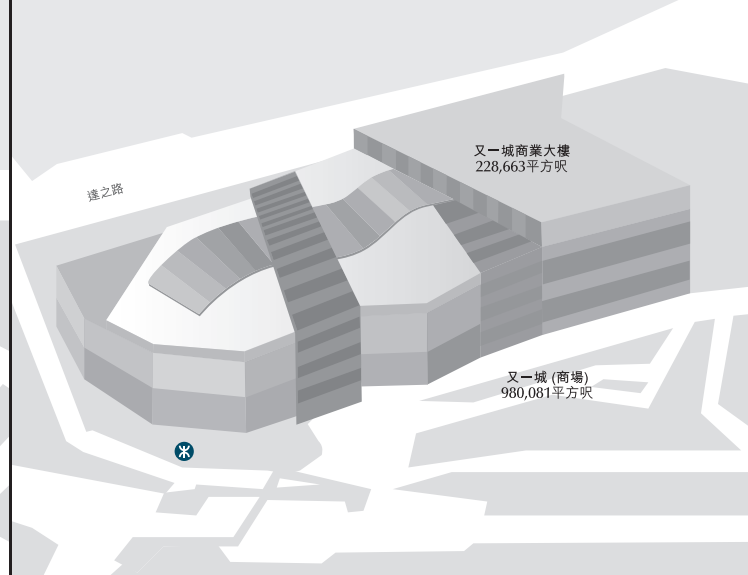 又一城商業大樓
228,663平方呎
達之路
又一城 (商場)
980,081平方呎